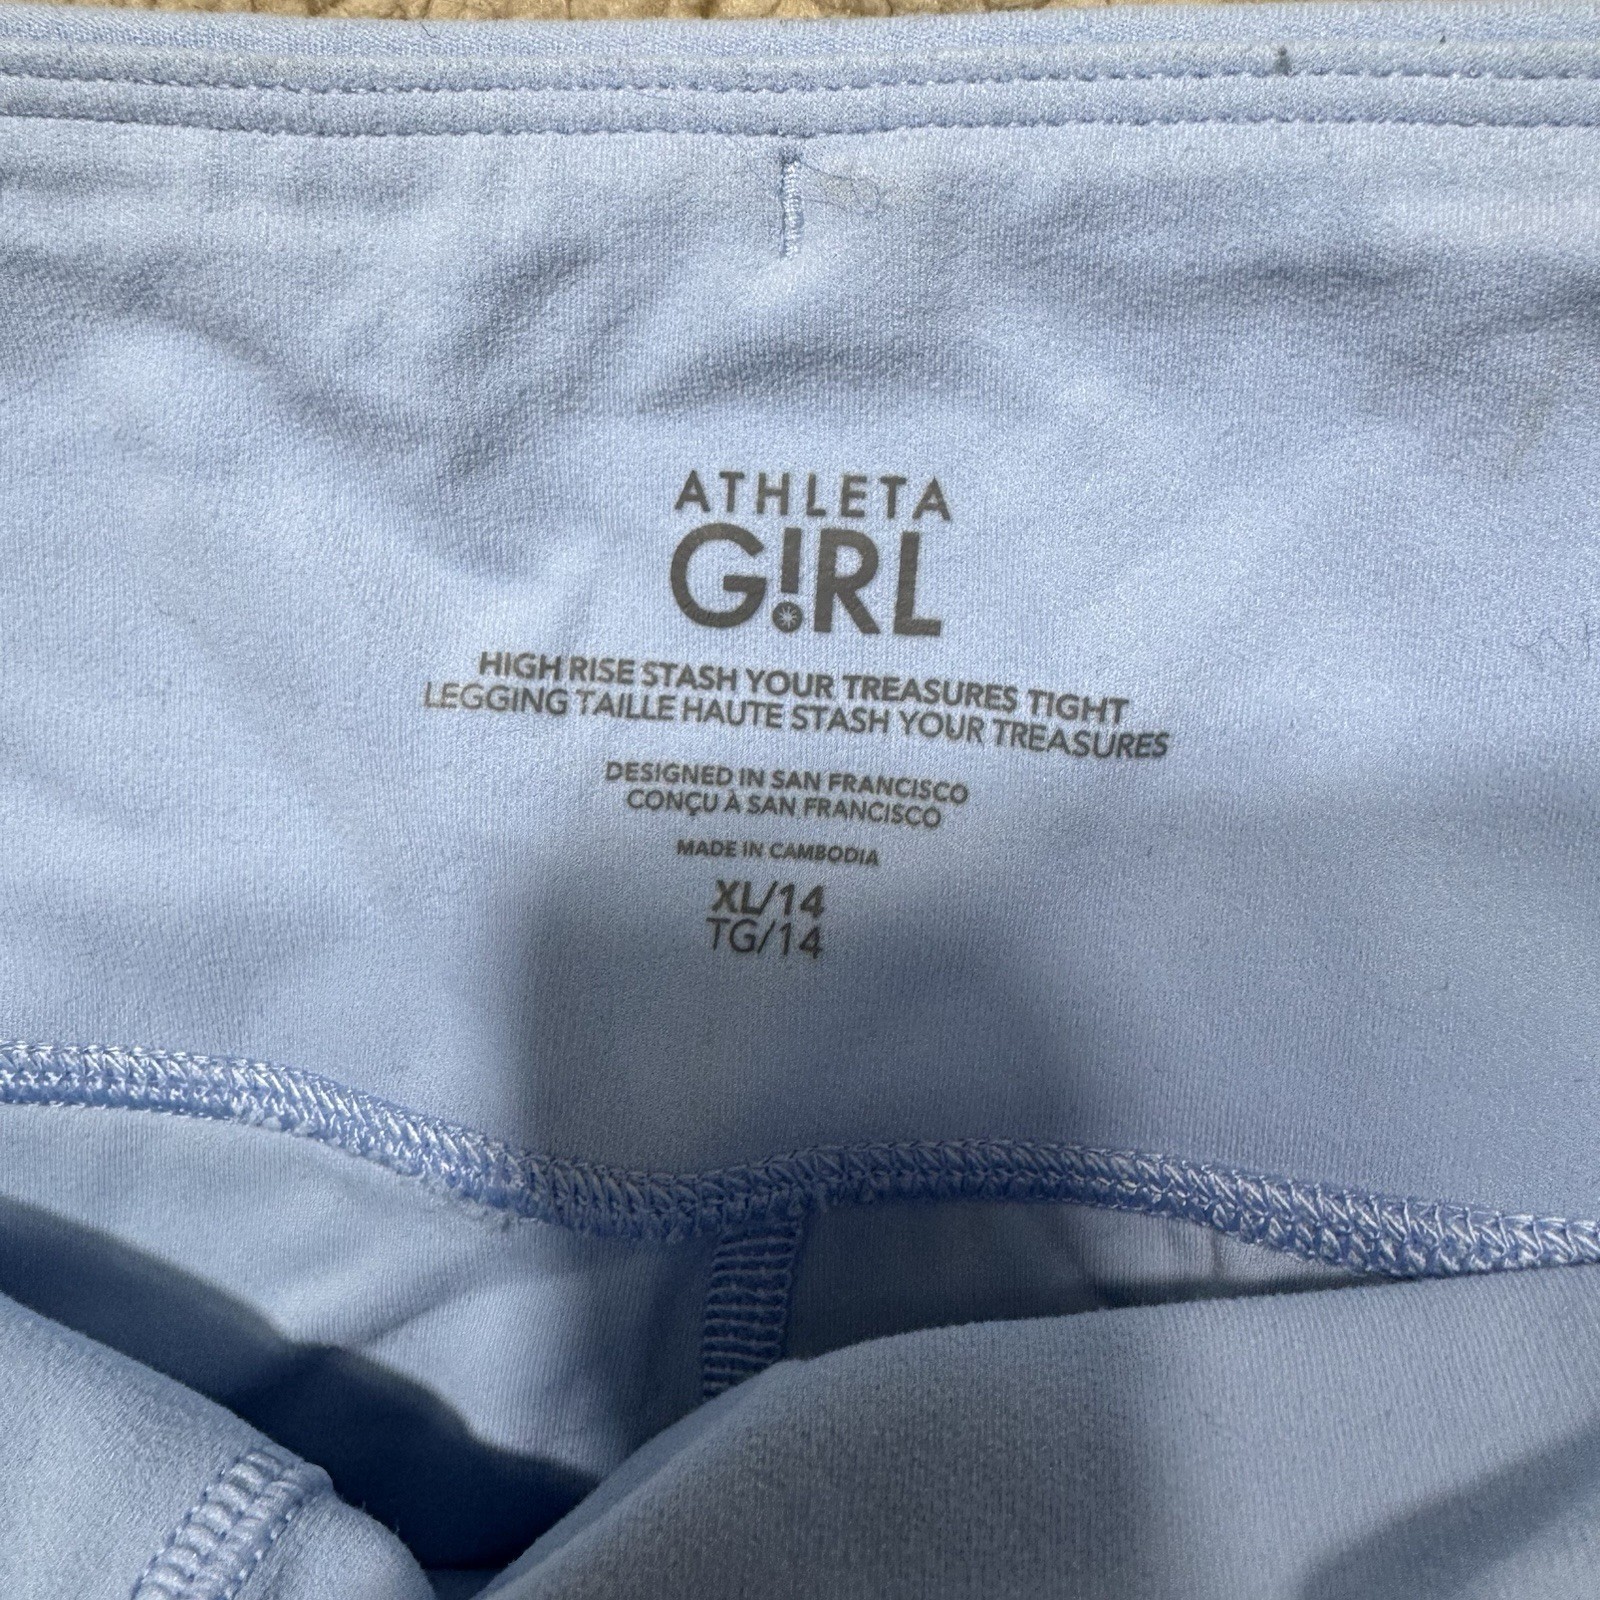 ATHLETA
G!RL
HIGH RISE STASH YOUR TREASURES TIGHT
LEGGING TAILLE HAUTE STASH YOUR TREASURES
DESIGNED IN SAN FRANCISCO
CONÇU À SAN FRANCISCO
MADE IN CAMBODIA
XL/14
TG/14